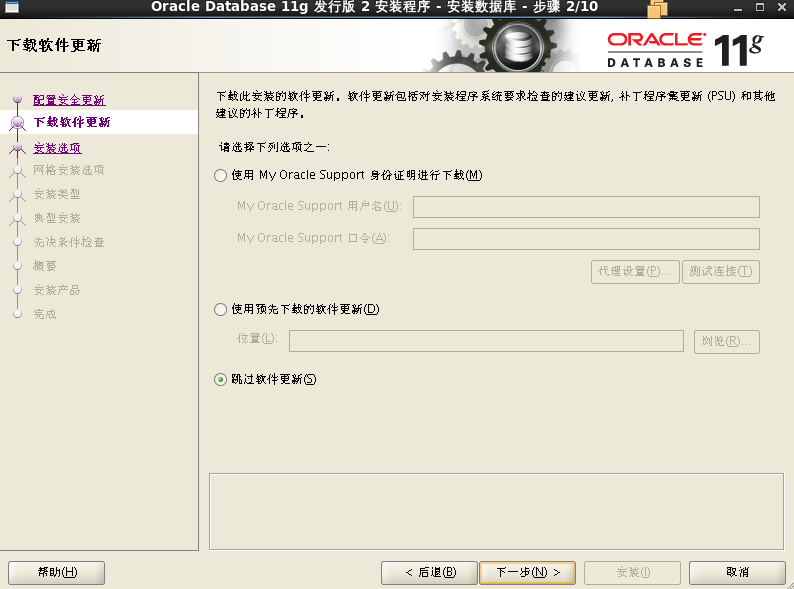 Oracle Database 11g 发行版 2 安装程序 - 安装数据库 - 步骤 2/10
下载软件更新
ORACLE
DATABASE
11g
配置安全更新
下载软件更新
安装选项
网格安装选项
安装类型
典型安装
先决条件检查
概要
安装产品
完成
下载此安装的软件更新。软件更新包括对安装程序系统要求检查的建议更新, 补丁程序集更新 (PSU) 和其他
建议的补丁程序。
请选择下列选项之一:
使用 My Oracle Support 身份证明进行下载(M)
My Oracle Support 用户名(U):
My Oracle Support 口令(A):
代理设置(P)... 测试连接(T)
使用预先下载的软件更新(D)
位置(L): 浏览(R)...
跳过软件更新(S)
帮助(H) < 后退(B) 下一步(N) > 安装(I) 取消